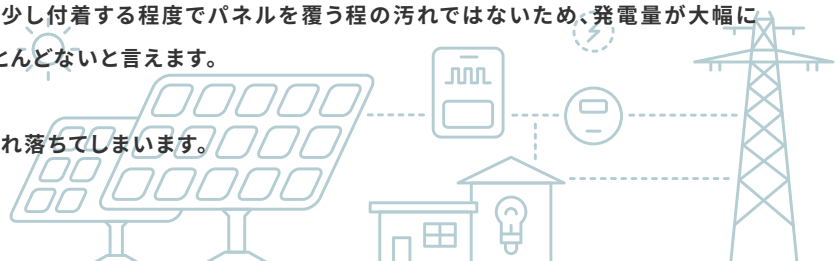 少し付着する程度でパネルを覆う程の汚れではないため、発電量が大幅に
とんどないと言えます。
れ落ちてしまいます。